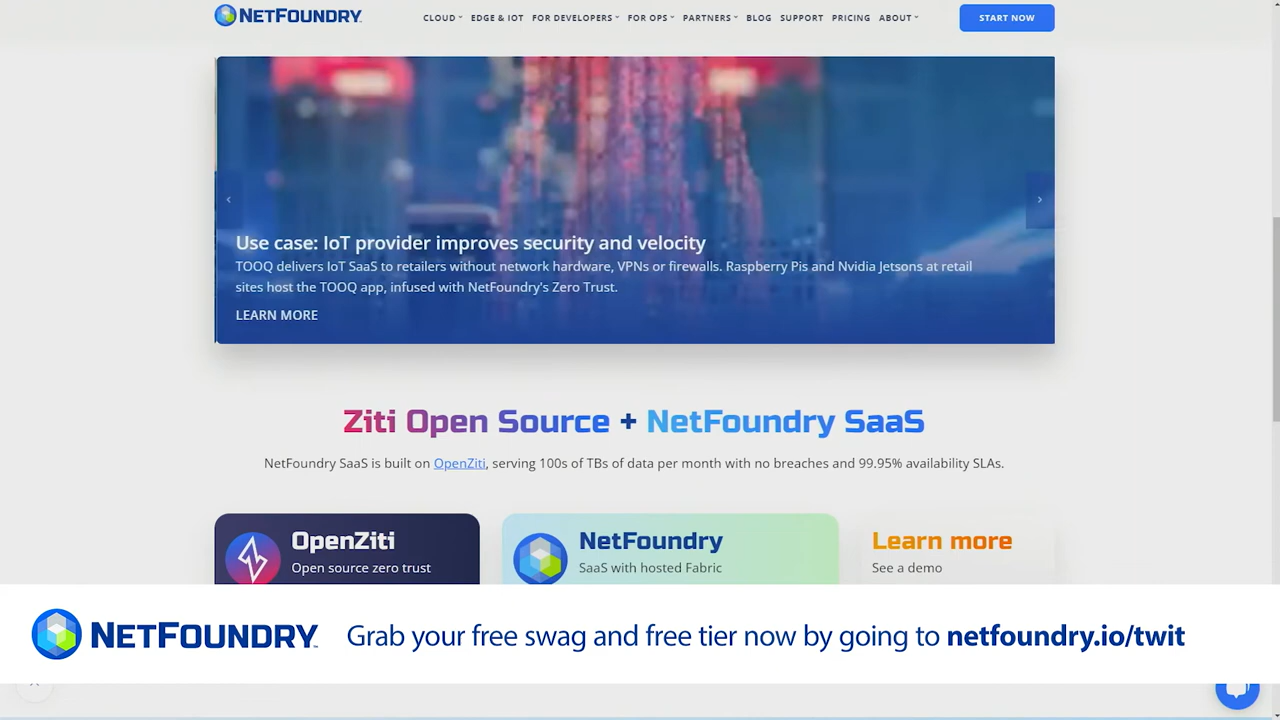 NETFOUNDRY
CLOUD EDGE & IOT FOR DEVELOPERS FOR OPS PARTNERS BLOG SUPPORT PRICING ABOUT START NOW
Use case: IoT provider improves security and velocity
TOOQ delivers IoT SaaS to retailers without network hardware, VPNs or firewalls. Raspberry Pis and Nvidia Jetsons at retail
sites host the TOOQ app, infused with NetFoundry's Zero Trust.
LEARN MORE
Ziti Open Source + NetFoundry SaaS
NetFoundry SaaS is built on OpenZiti, serving 100s of TBs of data per month with no breaches and 99.95% availability SLAs.
OpenZiti
Open source zero trust
NetFoundry
SaaS with hosted Fabric
Learn more
See a demo
NETFOUNDRY™ Grab your free swag and free tier now by going to netfoundry.io/twit